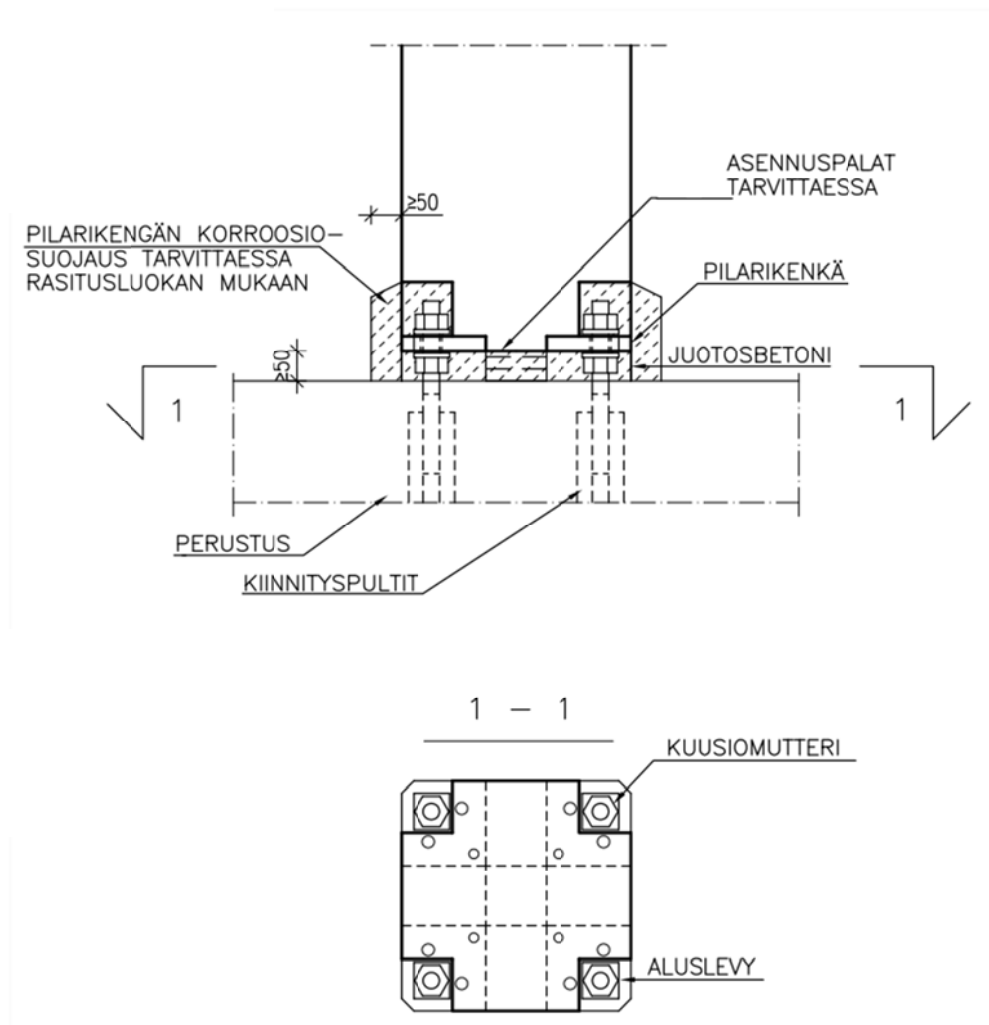 ASENNUSPALAT
TARVITTAESSA
≥50
PILARIKENGÄN KORROOSIO–
SUOJAUS TARVITTAESSA
RASITUSLUOKAN MUKAAN
PILARIKENKÄ
≥50
JUOTOSBETONI
1
1
PERUSTUS
KIINNITYSPULTIT
1 – 1
KUUSIOMUTTERI
ALUSLEVY